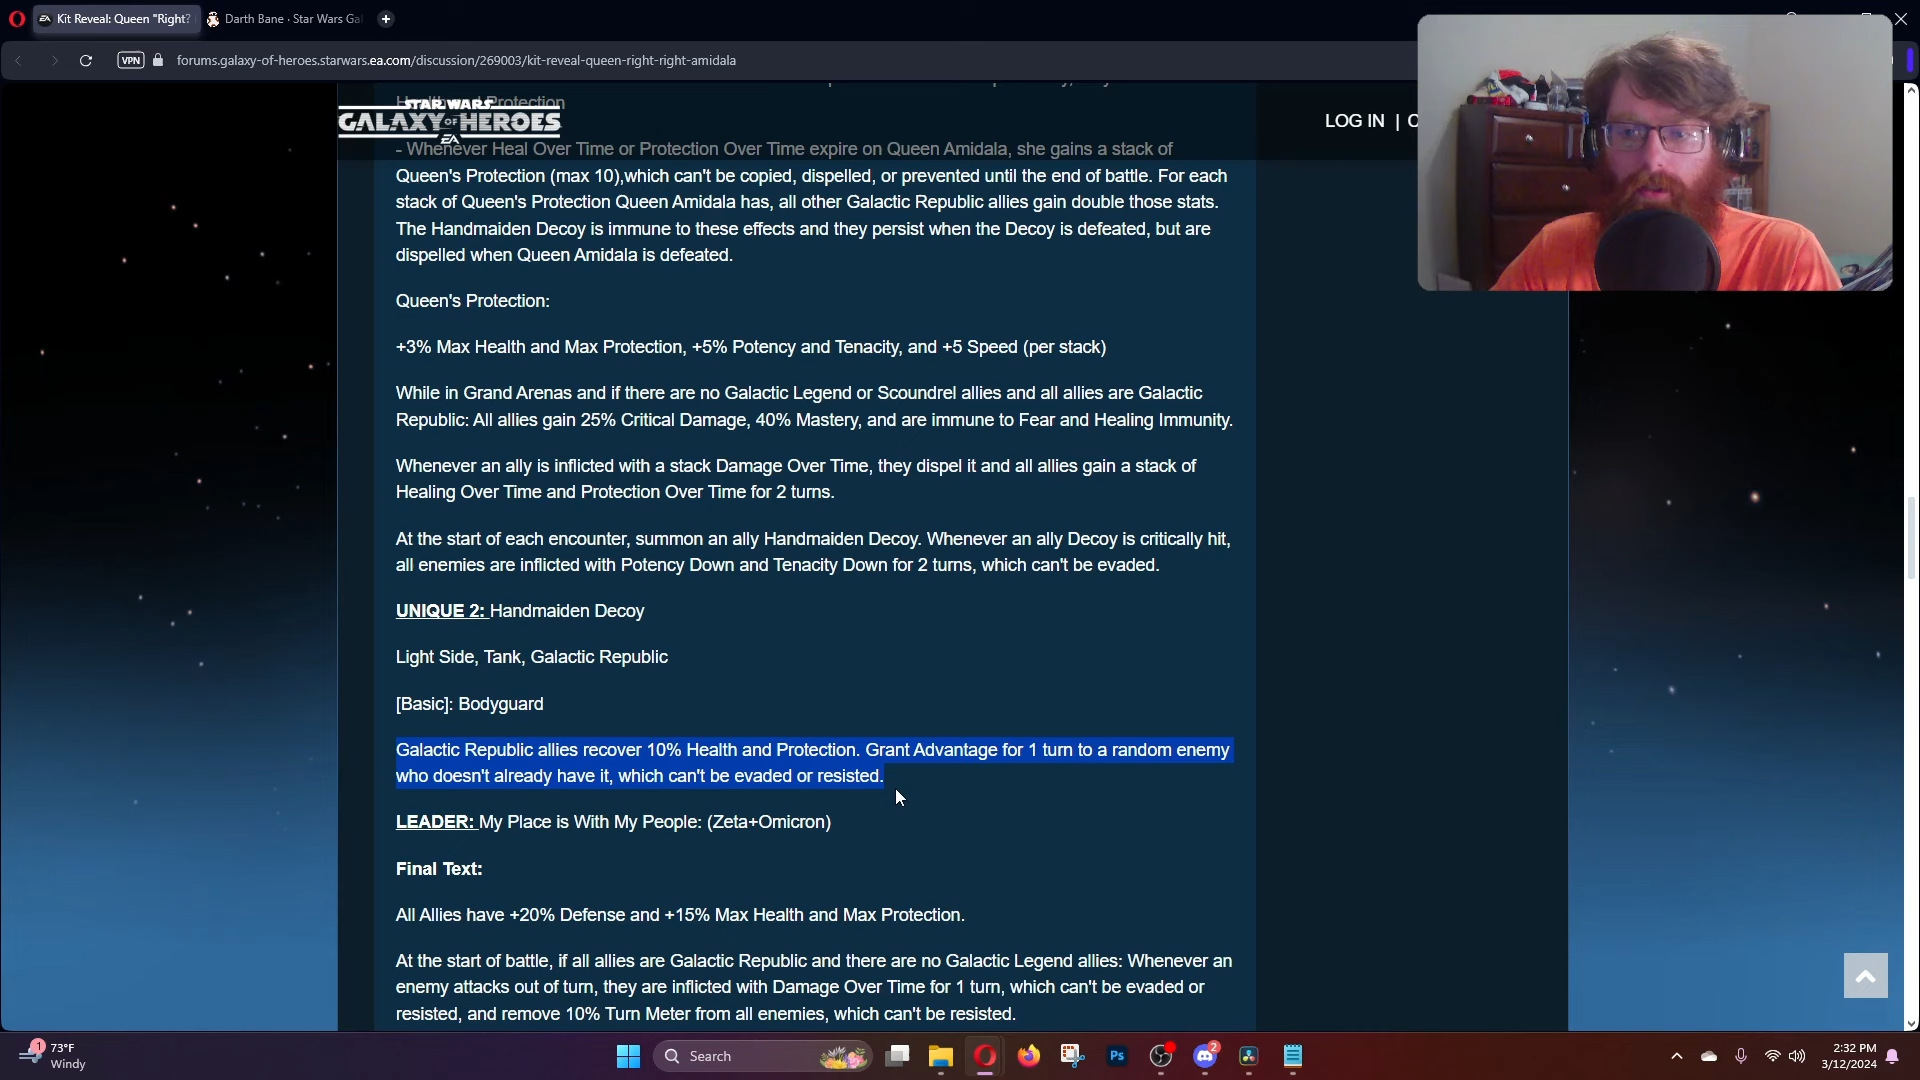 Kit Reveal: Queen "Right?
Darth Bane · Star Wars Gal
VPN
forums.galaxy-of-heroes.starwars.ea.com/discussion/269003/kit-reveal-queen-right-right-amidala
Health and Protection
STAR WARS
GALAXY OF HEROES
EA
LOG IN | C
- Whenever Heal Over Time or Protection Over Time expire on Queen Amidala, she gains a stack of
Queen's Protection (max 10),which can't be copied, dispelled, or prevented until the end of battle. For each
stack of Queen's Protection Queen Amidala has, all other Galactic Republic allies gain double those stats.
The Handmaiden Decoy is immune to these effects and they persist when the Decoy is defeated, but are
dispelled when Queen Amidala is defeated.
Queen's Protection:
+3% Max Health and Max Protection, +5% Potency and Tenacity, and +5 Speed (per stack)
While in Grand Arenas and if there are no Galactic Legend or Scoundrel allies and all allies are Galactic
Republic: All allies gain 25% Critical Damage, 40% Mastery, and are immune to Fear and Healing Immunity.
Whenever an ally is inflicted with a stack Damage Over Time, they dispel it and all allies gain a stack of
Healing Over Time and Protection Over Time for 2 turns.
At the start of each encounter, summon an ally Handmaiden Decoy. Whenever an ally Decoy is critically hit,
all enemies are inflicted with Potency Down and Tenacity Down for 2 turns, which can't be evaded.
UNIQUE 2: Handmaiden Decoy
Light Side, Tank, Galactic Republic
[Basic]: Bodyguard
Galactic Republic allies recover 10% Health and Protection. Grant Advantage for 1 turn to a random enemy
who doesn't already have it, which can't be evaded or resisted.
LEADER: My Place is With My People: (Zeta+Omicron)
Final Text:
All Allies have +20% Defense and +15% Max Health and Max Protection.
At the start of battle, if all allies are Galactic Republic and there are no Galactic Legend allies: Whenever an
enemy attacks out of turn, they are inflicted with Damage Over Time for 1 turn, which can't be evaded or
resisted, and remove 10% Turn Meter from all enemies, which can't be resisted.
1
73°F
Windy
Search
Ps
2
2:32 PM
3/12/2024